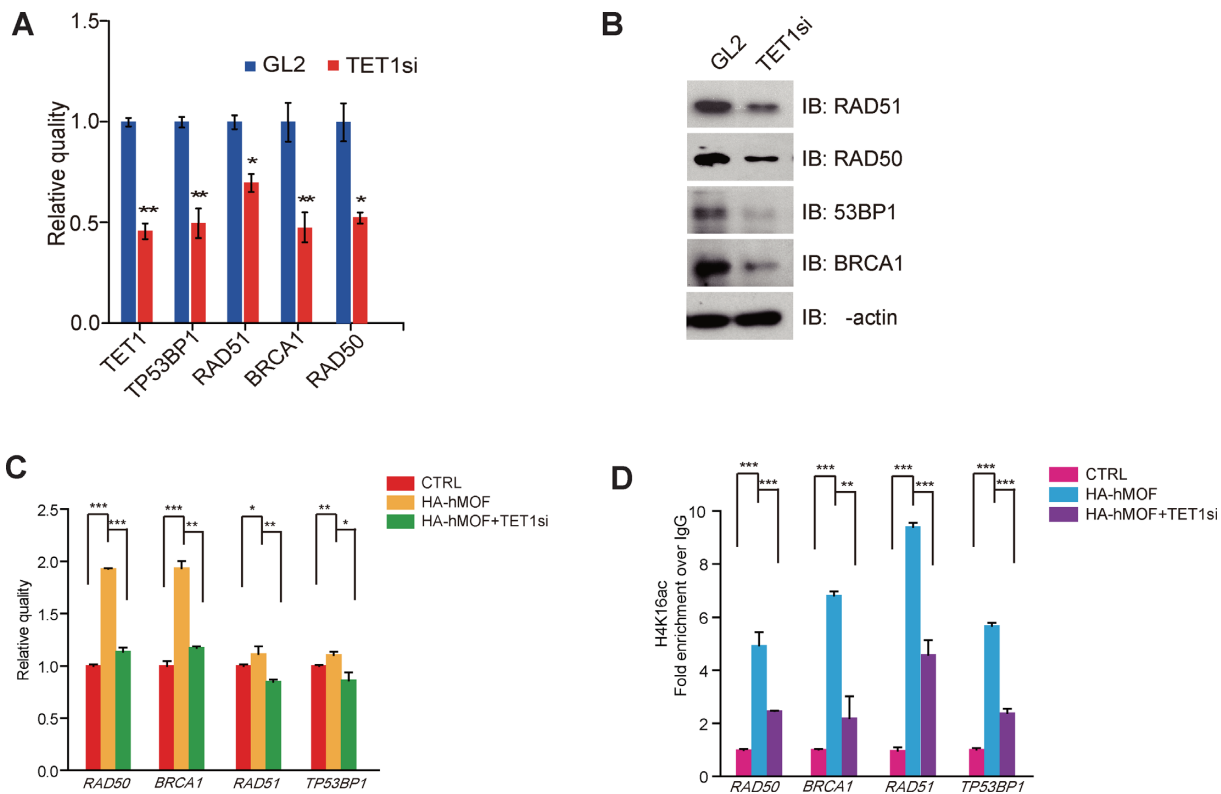 A
1.5
GL2 TET1si
1.0
Relative quality
0.5
0.0
** ** * ** *
TET1 TP53BP1 RAD51 BRCA1 RAD50
B
GL2 TET1si
IB: RAD51
IB: RAD50
IB: 53BP1
IB: BRCA1
IB: -actin
C
CTRL
HA-hMOF
HA-hMOF+TET1si
2.5
2.0
1.5
1.0
0.5
0.0
Relative quality
*** *** * **
*** ** ** *
RAD50 BRCA1 RAD51 TP53BP1
D
CTRL
HA-hMOF
HA-hMOF+TET1si
H4K16ac
Fold enrichment over IgG
10
8
6
4
2
0
*** *** *** ***
*** ** *** ***
RAD50 BRCA1 RAD51 TP53BP1